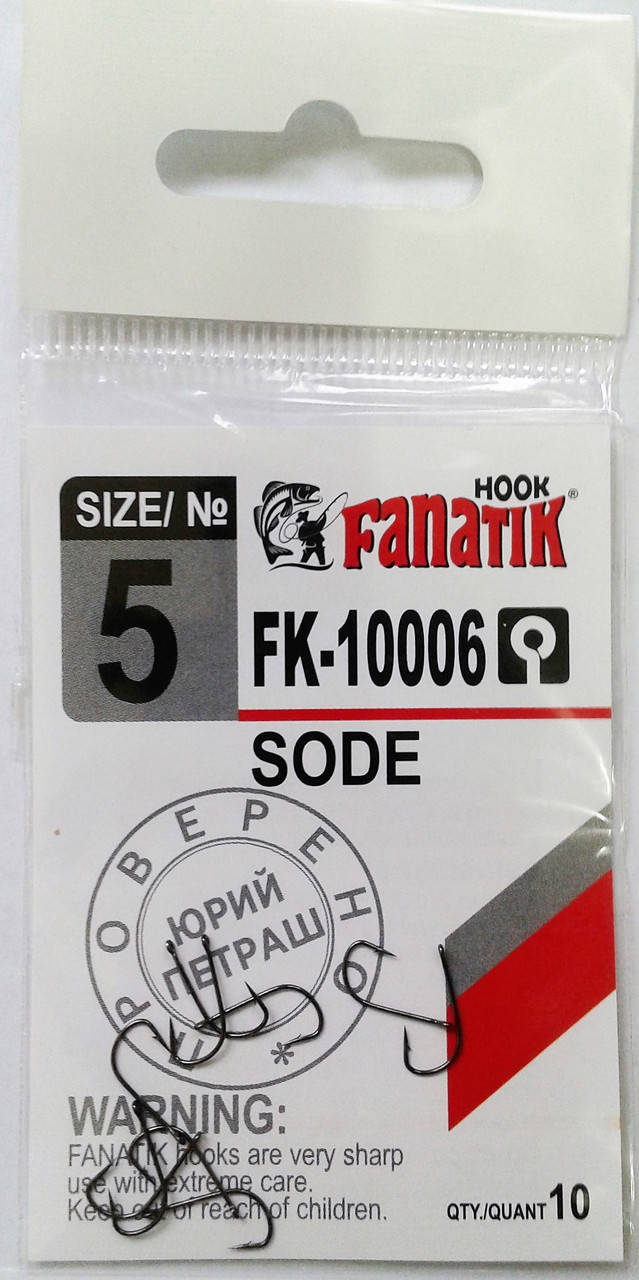 SIZE/ №
5
HOOK
FANATIK®
FK-10006
SODE
ПРОВЕРЕНО
ЮРИЙ
ПЕТРАШ
*
WARNING:
FANATIK hooks are very sharp
use with extreme care.
Keep out of reach of children.
QTY./QUANT 10